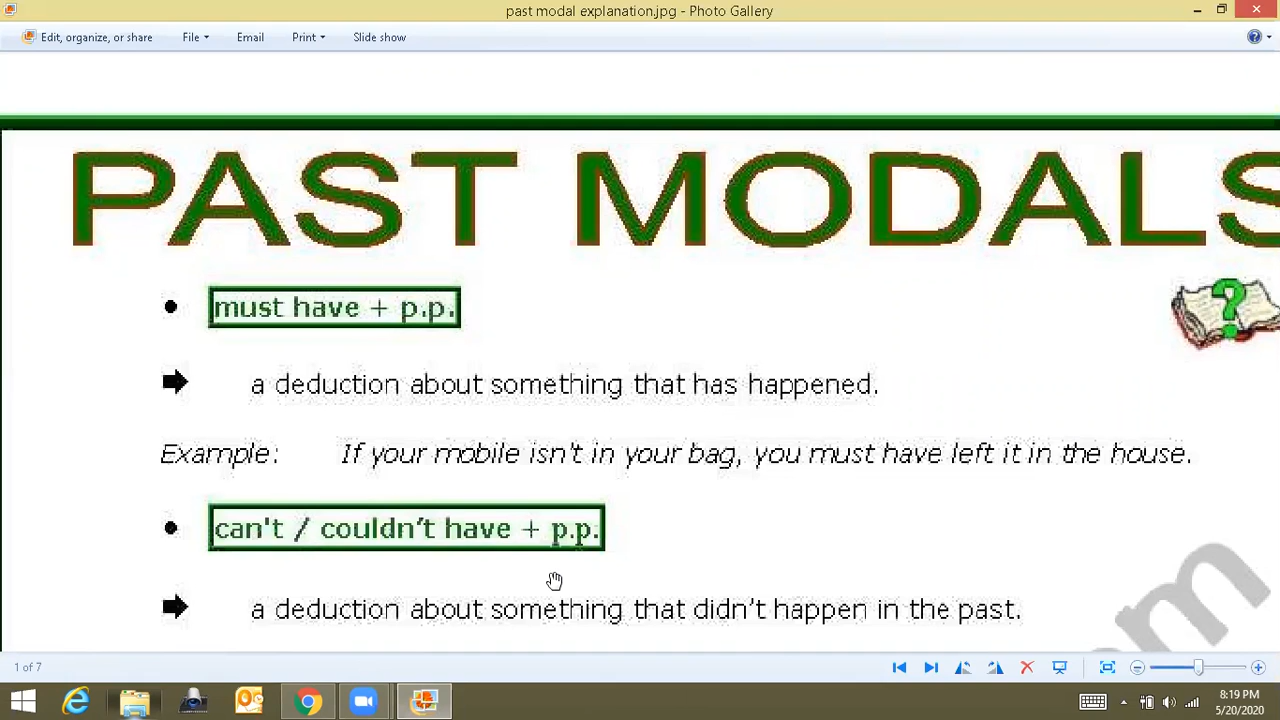 past modal explanation.jpg - Photo Gallery
Edit, organize, or share File Email Print Slide show
PAST MODALS
must have + p.p.
a deduction about something that has happened.
Example: If your mobile isn't in your bag, you must have left it in the house.
can't / couldn't have + p.p.
a deduction about something that didn't happen in the past.
1 of 7
8:19 PM
5/20/2020